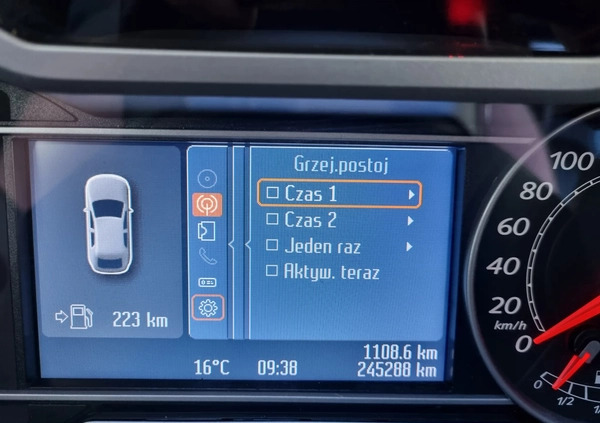 Grzej.postoj
Czas 1
Czas 2
Jeden raz
Aktyw. teraz
223 km
16°C 09:38
1108.6 km
245288 km
100
80
60
40
20
km/h
0
0
1/2